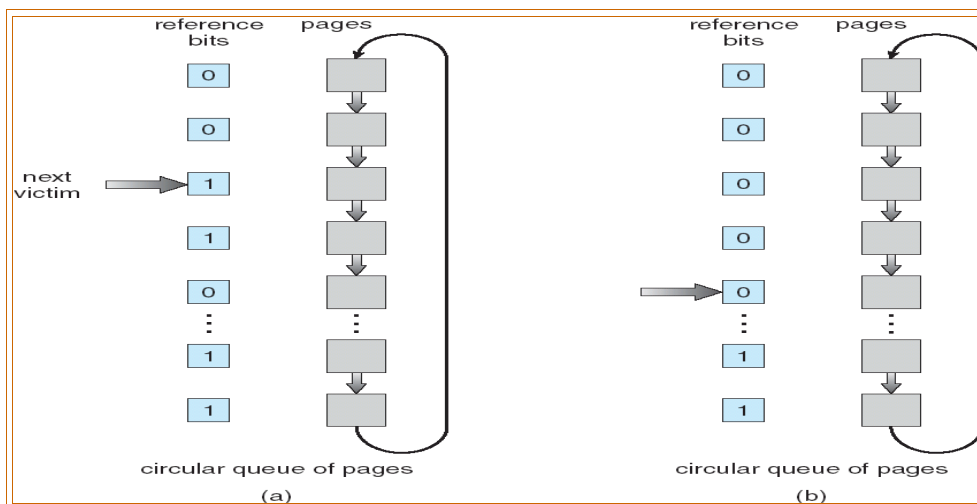 reference bits
pages
0
0
next victim
1
1
0
1
1
circular queue of pages
(a)
reference bits
pages
0
0
0
0
0
1
1
circular queue of pages
(b)